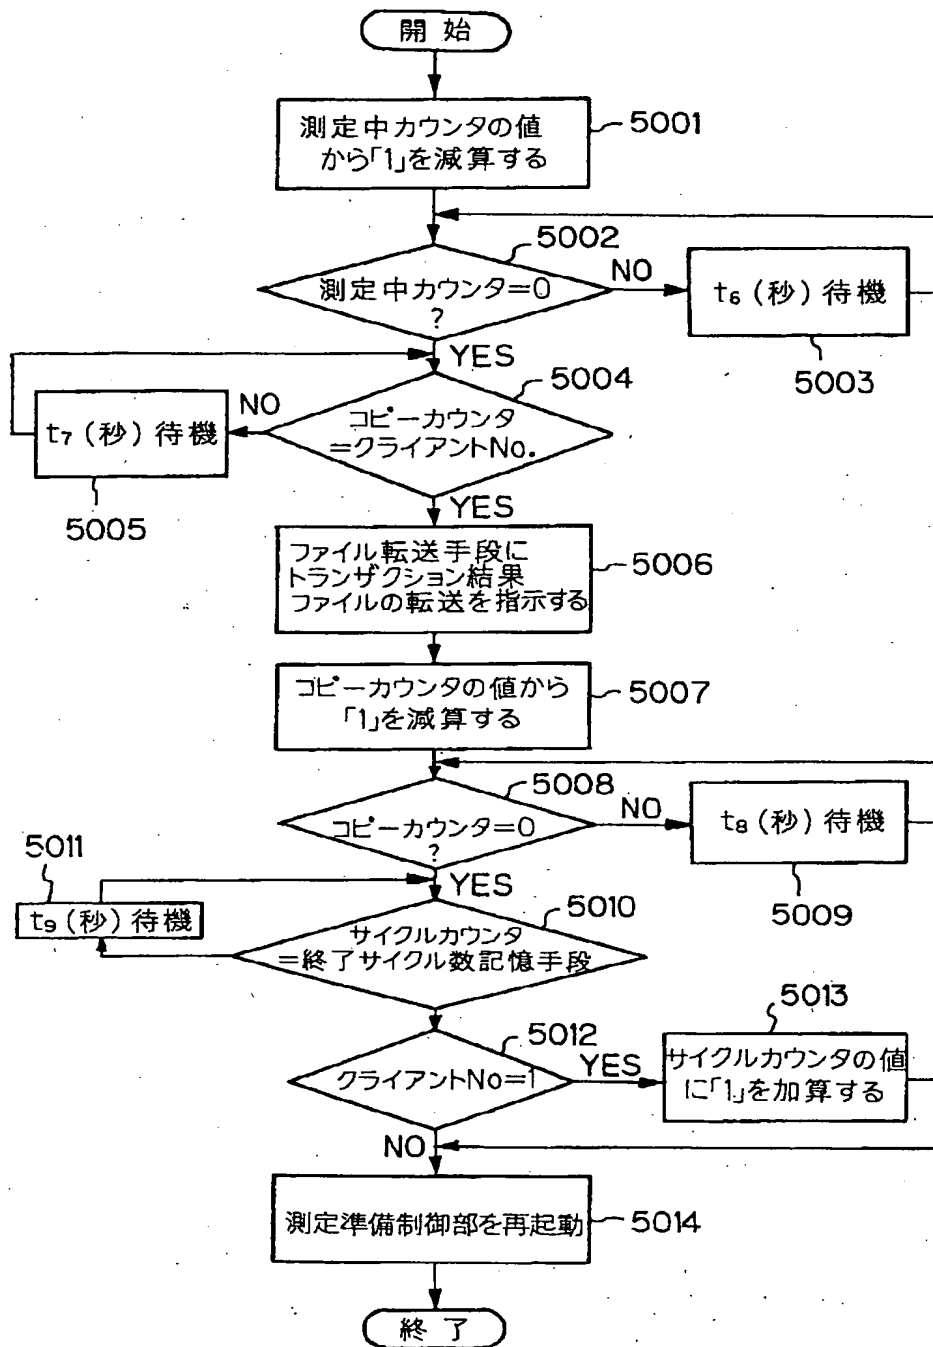 開始
測定中カウンタの値
から「1」を減算する
5001
測定中カウンタ=0
?
5002
NO
t6(秒)待機
5003
YES
コピーカウンタ
=クライアントNo.
5004
NO
t7(秒)待機
5005
YES
ファイル転送手段に
トランザクション結果
ファイルの転送を指示する
5006
コピーカウンタの値から
「1」を減算する
5007
コピーカウンタ=0
?
5008
NO
t8(秒)待機
5009
YES
サイクルカウンタ
=終了サイクル数記憶手段
5010
5011
t9(秒)待機
クライアントNo=1
5012
YES
サイクルカウンタの値
に「1」を加算する
5013
NO
測定準備制御部を再起動
5014
終了